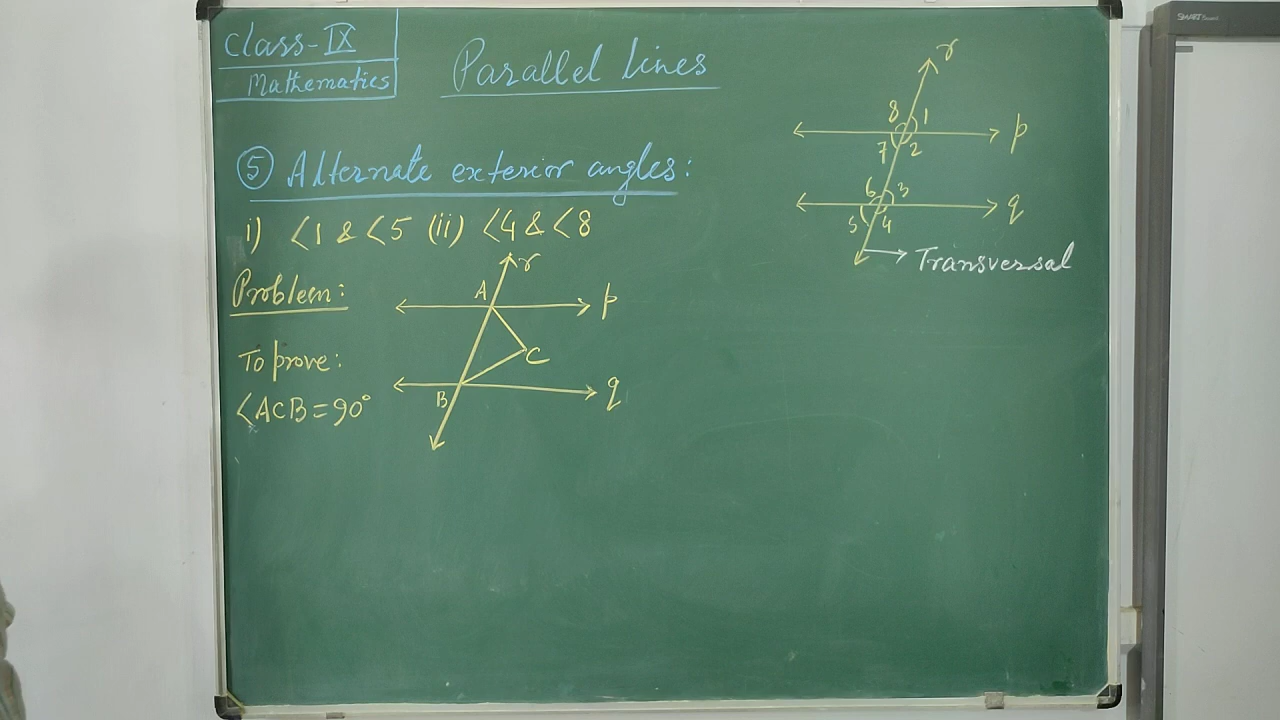 Class-IX
Mathematics
Parallel lines
⑤ Alternate exterior angles:
i) <1 & <5 (ii) <4 & <8
Problem:
To prove:
<ACB=90°
r
A
p
C
B
q
r
8 1
p
7 2
6 3
q
5 4
Transversal
SMART